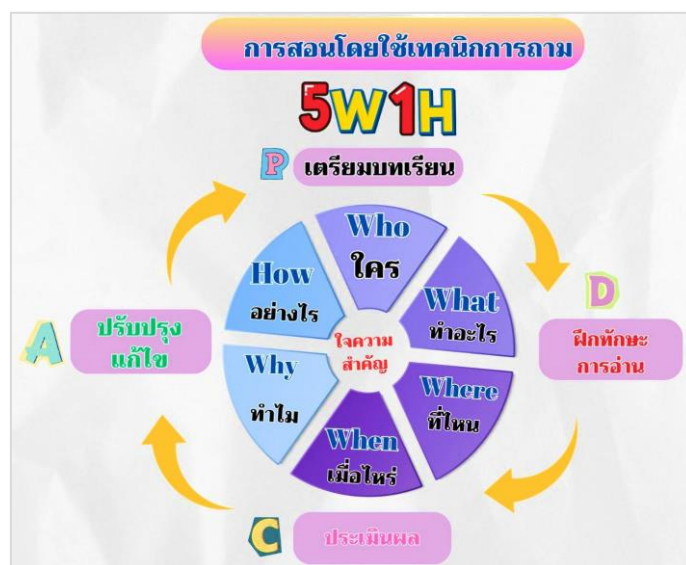 การสอนโดยใช้เทคนิคการถาม
5W1H
P เตรียมบทเรียน
Who
ใคร
What
ทำอะไร
Where
ที่ไหน
When
เมื่อไหร่
Why
ทำไม
How
อย่างไร
ใจความ
สำคัญ
D
ฝึกทักษะ
การอ่าน
C ประเมินผล
A
ปรับปรุง
แก้ไข